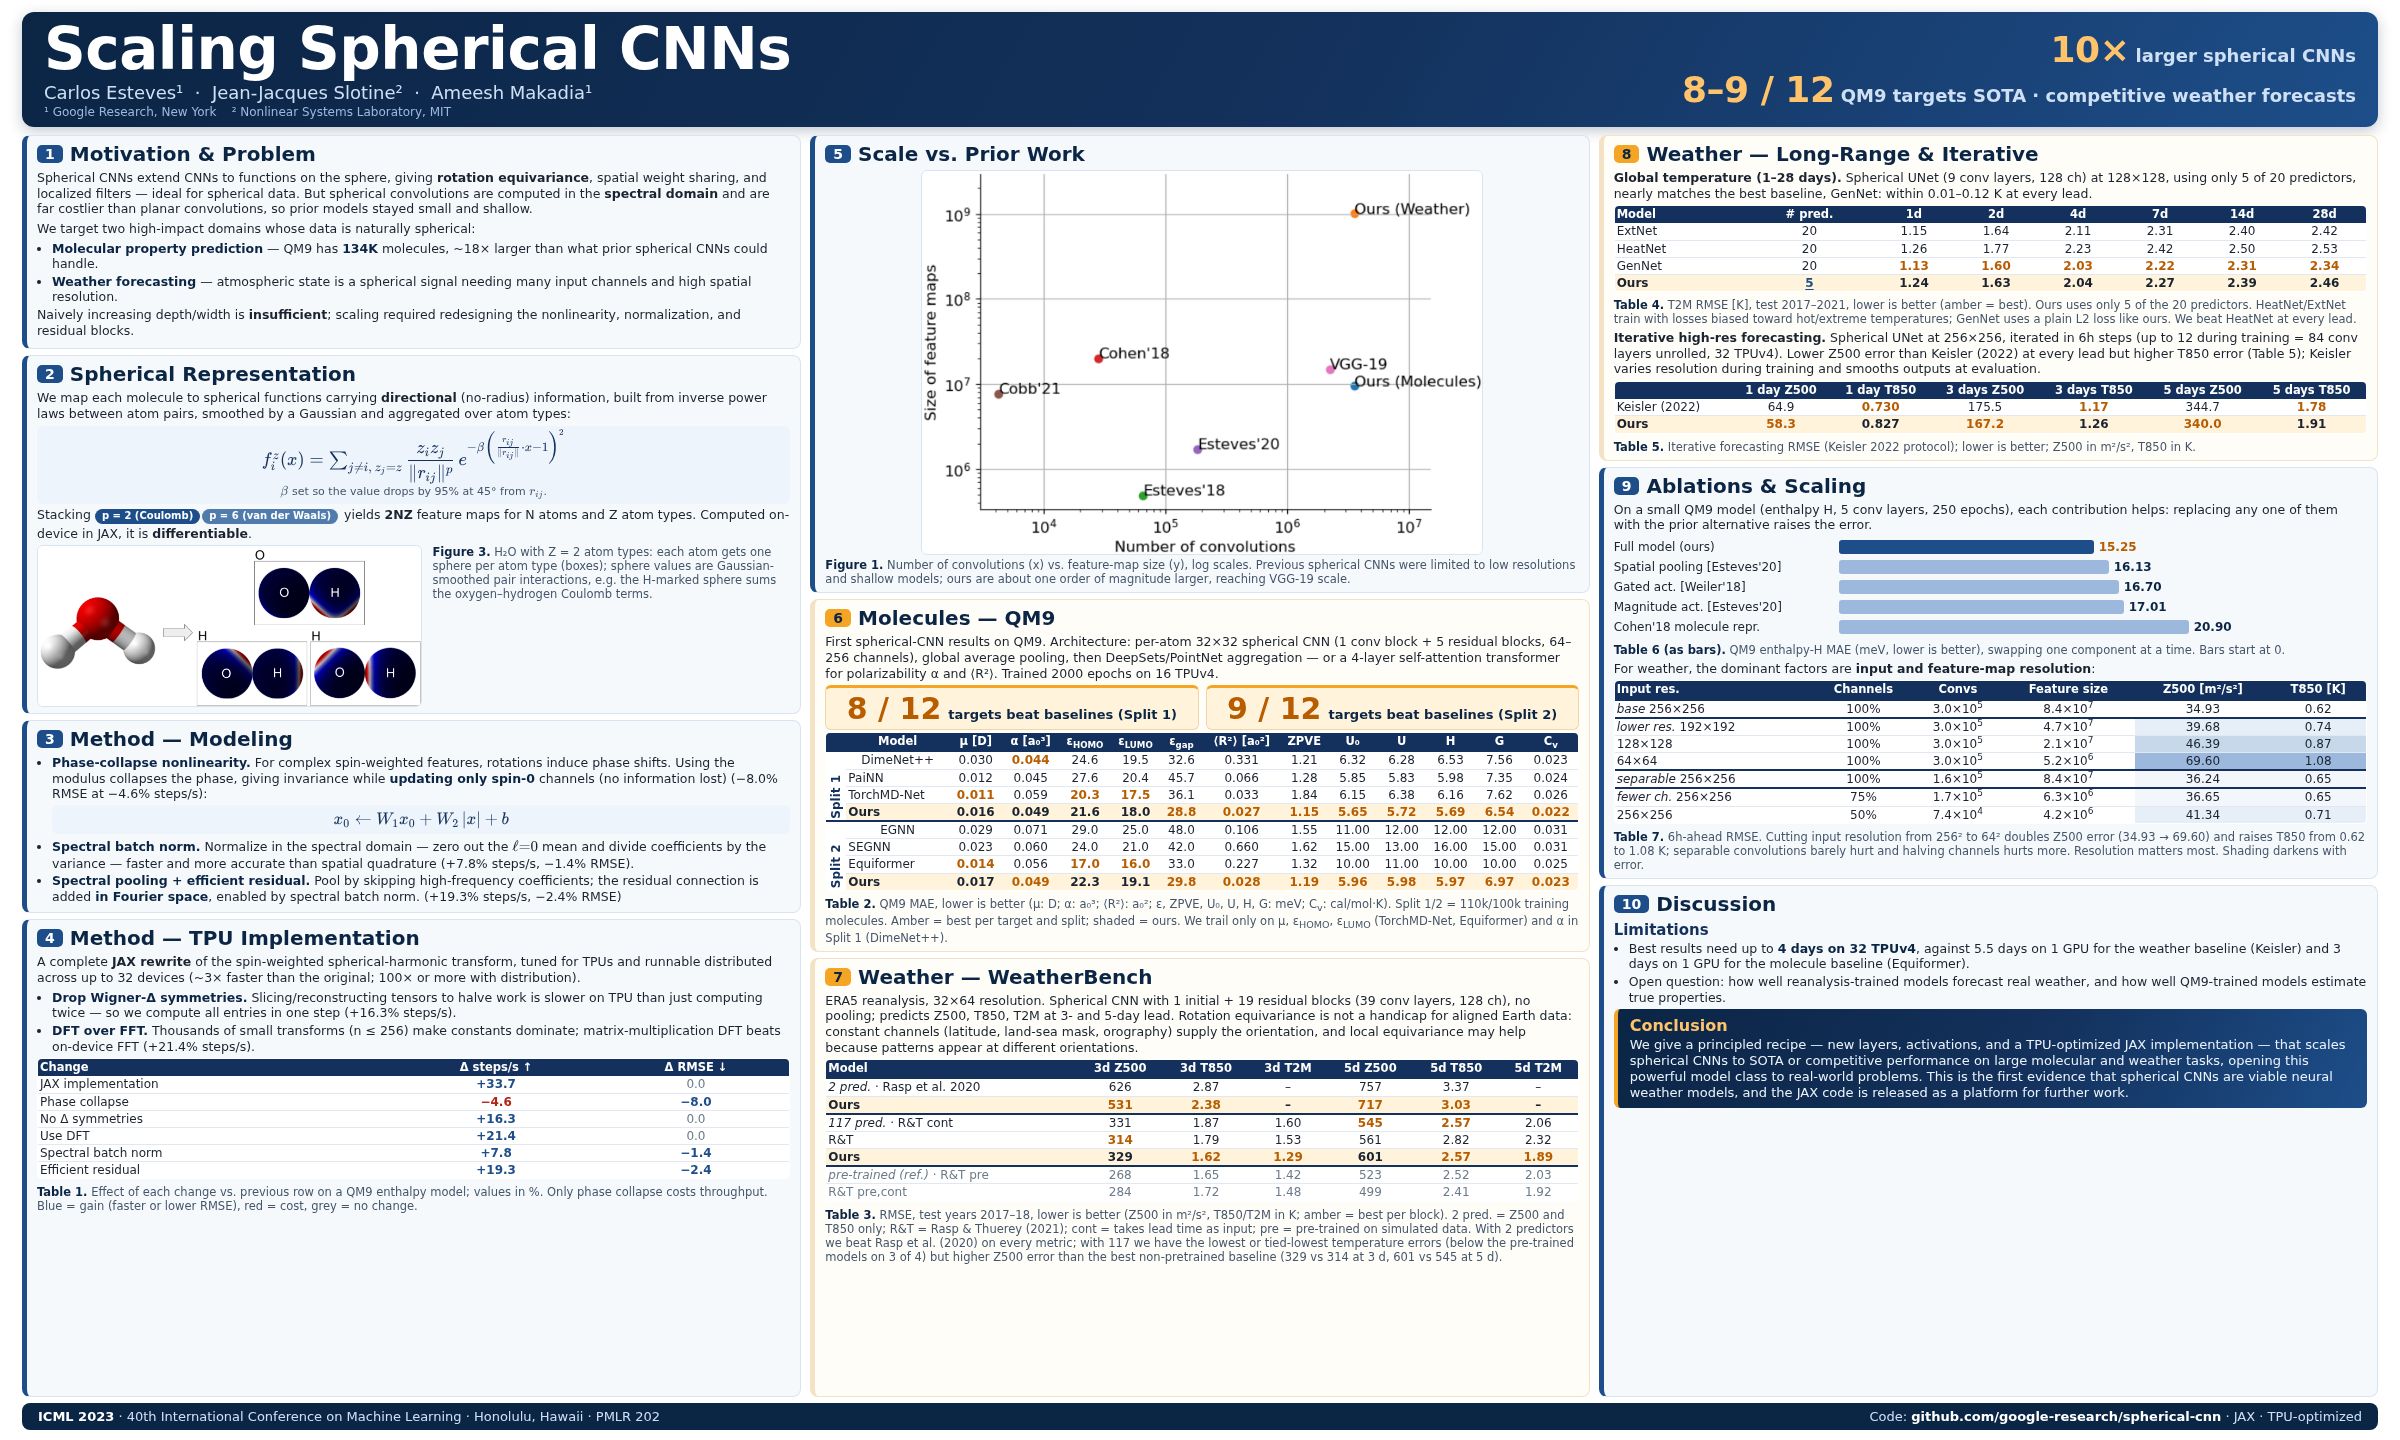 Scaling Spherical CNNs
Carlos Esteves¹ · Jean-Jacques Slotine² · Ameesh Makadia¹
¹ Google Research, New York ² Nonlinear Systems Laboratory, MIT
10× larger spherical CNNs
8–9 / 12 QM9 targets SOTA · competitive weather forecasts
1 Motivation & Problem
Spherical CNNs extend CNNs to functions on the sphere, giving rotation equivariance, spatial weight sharing, and
localized filters — ideal for spherical data. But spherical convolutions are computed in the spectral domain and are
far costlier than planar convolutions, so prior models stayed small and shallow.
We target two high-impact domains whose data is naturally spherical:
• Molecular property prediction — QM9 has 134K molecules, ~18× larger than what prior spherical CNNs could
handle.
• Weather forecasting — atmospheric state is a spherical signal needing many input channels and high spatial
resolution.
Naively increasing depth/width is insufficient; scaling required redesigning the nonlinearity, normalization, and
residual blocks.
2 Spherical Representation
We map each molecule to spherical functions carrying directional (no-radius) information, built from inverse power
laws between atom pairs, smoothed by a Gaussian and aggregated over atom types:
f_i^z(x) = ∑_{j≠i, z_j=z} z_i z_j / ‖r_ij‖^p e^{−β(r_ij/‖r_ij‖·x−1)^2}
β set so the value drops by 95% at 45° from r_ij.
Stacking p = 2 (Coulomb) p = 6 (van der Waals) yields 2NZ feature maps for N atoms and Z atom types. Computed on-
device in JAX, it is differentiable.
O
O H
H H
O H O H
Figure 3. H₂O with Z = 2 atom types: each atom gets one
sphere per atom type (boxes); sphere values are Gaussian-
smoothed pair interactions, e.g. the H-marked sphere sums
the oxygen–hydrogen Coulomb terms.
3 Method — Modeling
• Phase-collapse nonlinearity. For complex spin-weighted features, rotations induce phase shifts. Using the
modulus collapses the phase, giving invariance while updating only spin-0 channels (no information lost) (−8.0%
RMSE at −4.6% steps/s):
x₀ ← W₁x₀ + W₂ |x| + b
• Spectral batch norm. Normalize in the spectral domain — zero out the ℓ=0 mean and divide coefficients by the
variance — faster and more accurate than spatial quadrature (+7.8% steps/s, −1.4% RMSE).
• Spectral pooling + efficient residual. Pool by skipping high-frequency coefficients; the residual connection is
added in Fourier space, enabled by spectral batch norm. (+19.3% steps/s, −2.4% RMSE)
4 Method — TPU Implementation
A complete JAX rewrite of the spin-weighted spherical-harmonic transform, tuned for TPUs and runnable distributed
across up to 32 devices (~3× faster than the original; 100× or more with distribution).
• Drop Wigner-Δ symmetries. Slicing/reconstructing tensors to halve work is slower on TPU than just computing
twice — so we compute all entries in one step (+16.3% steps/s).
• DFT over FFT. Thousands of small transforms (n ≤ 256) make constants dominate; matrix-multiplication DFT beats
on-device FFT (+21.4% steps/s).
Change Δ steps/s ↑ Δ RMSE ↓
JAX implementation +33.7 0.0
Phase collapse −4.6 −8.0
No Δ symmetries +16.3 0.0
Use DFT +21.4 0.0
Spectral batch norm +7.8 −1.4
Efficient residual +19.3 −2.4
Table 1. Effect of each change vs. previous row on a QM9 enthalpy model; values in %. Only phase collapse costs throughput.
Blue = gain (faster or lower RMSE), red = cost, grey = no change.
5 Scale vs. Prior Work
Size of feature maps
10⁹
10⁸
10⁷
10⁶
Ours (Weather)
Cohen'18
VGG-19
Ours (Molecules)
Cobb'21
Esteves'20
Esteves'18
10⁴ 10⁵ 10⁶ 10⁷
Number of convolutions
Figure 1. Number of convolutions (x) vs. feature-map size (y), log scales. Previous spherical CNNs were limited to low resolutions
and shallow models; ours are about one order of magnitude larger, reaching VGG-19 scale.
6 Molecules — QM9
First spherical-CNN results on QM9. Architecture: per-atom 32×32 spherical CNN (1 conv block + 5 residual blocks, 64–
256 channels), global average pooling, then DeepSets/PointNet aggregation — or a 4-layer self-attention transformer
for polarizability α and ⟨R²⟩. Trained 2000 epochs on 16 TPUv4.
8 / 12 targets beat baselines (Split 1)
9 / 12 targets beat baselines (Split 2)
Model μ [D] α [a₀³] ε_HOMO ε_LUMO ε_gap ⟨R²⟩ [a₀²] ZPVE U₀ U H G C_v
Split 1
DimeNet++ 0.030 0.044 24.6 19.5 32.6 0.331 1.21 6.32 6.28 6.53 7.56 0.023
PaiNN 0.012 0.045 27.6 20.4 45.7 0.066 1.28 5.85 5.83 5.98 7.35 0.024
TorchMD-Net 0.011 0.059 20.3 17.5 36.1 0.033 1.84 6.15 6.38 6.16 7.62 0.026
Ours 0.016 0.049 21.6 18.0 28.8 0.027 1.15 5.65 5.72 5.69 6.54 0.022
Split 2
EGNN 0.029 0.071 29.0 25.0 48.0 0.106 1.55 11.00 12.00 12.00 12.00 0.031
SEGNN 0.023 0.060 24.0 21.0 42.0 0.660 1.62 15.00 13.00 16.00 15.00 0.031
Equiformer 0.014 0.056 17.0 16.0 33.0 0.227 1.32 10.00 11.00 10.00 10.00 0.025
Ours 0.017 0.049 22.3 19.1 29.8 0.028 1.19 5.96 5.98 5.97 6.97 0.023
Table 2. QM9 MAE, lower is better (μ: D; α: a₀³; ⟨R²⟩: a₀²; ε, ZPVE, U₀, U, H, G: meV; C_v: cal/mol·K). Split 1/2 = 110k/100k training
molecules. Amber = best per target and split; shaded = ours. We trail only on μ, ε_HOMO, ε_LUMO (TorchMD-Net, Equiformer) and α in
Split 1 (DimeNet++).
7 Weather — WeatherBench
ERA5 reanalysis, 32×64 resolution. Spherical CNN with 1 initial + 19 residual blocks (39 conv layers, 128 ch), no
pooling; predicts Z500, T850, T2M at 3- and 5-day lead. Rotation equivariance is not a handicap for aligned Earth data:
constant channels (latitude, land-sea mask, orography) supply the orientation, and local equivariance may help
because patterns appear at different orientations.
Model 3d Z500 3d T850 3d T2M 5d Z500 5d T850 5d T2M
2 pred. · Rasp et al. 2020 626 2.87 – 757 3.37 –
Ours 531 2.38 – 717 3.03 –
117 pred. · R&T cont 331 1.87 1.60 545 2.57 2.06
R&T 314 1.79 1.53 561 2.82 2.32
Ours 329 1.62 1.29 601 2.57 1.89
pre-trained (ref.) · R&T pre 268 1.65 1.42 523 2.52 2.03
R&T pre,cont 284 1.72 1.48 499 2.41 1.92
Table 3. RMSE, test years 2017–18, lower is better (Z500 in m²/s², T850/T2M in K; amber = best per block). 2 pred. = Z500 and
T850 only; R&T = Rasp & Thuerey (2021); cont = takes lead time as input; pre = pre-trained on simulated data. With 2 predictors
we beat Rasp et al. (2020) on every metric; with 117 we have the lowest or tied-lowest temperature errors (below the pre-trained
models on 3 of 4) but higher Z500 error than the best non-pretrained baseline (329 vs 314 at 3 d, 601 vs 545 at 5 d).
8 Weather — Long-Range & Iterative
Global temperature (1–28 days). Spherical UNet (9 conv layers, 128 ch) at 128×128, using only 5 of 20 predictors,
nearly matches the best baseline, GenNet: within 0.01–0.12 K at every lead.
Model # pred. 1d 2d 4d 7d 14d 28d
ExtNet 20 1.15 1.64 2.11 2.31 2.40 2.42
HeatNet 20 1.26 1.77 2.23 2.42 2.50 2.53
GenNet 20 1.13 1.60 2.03 2.22 2.31 2.34
Ours 5 1.24 1.63 2.04 2.27 2.39 2.46
Table 4. T2M RMSE [K], test 2017–2021, lower is better (amber = best). Ours uses only 5 of the 20 predictors. HeatNet/ExtNet
train with losses biased toward hot/extreme temperatures; GenNet uses a plain L2 loss like ours. We beat HeatNet at every lead.
Iterative high-res forecasting. Spherical UNet at 256×256, iterated in 6h steps (up to 12 during training = 84 conv
layers unrolled, 32 TPUv4). Lower Z500 error than Keisler (2022) at every lead but higher T850 error (Table 5); Keisler
varies resolution during training and smooths outputs at evaluation.
1 day Z500 1 day T850 3 days Z500 3 days T850 5 days Z500 5 days T850
Keisler (2022) 64.9 0.730 175.5 1.17 344.7 1.78
Ours 58.3 0.827 167.2 1.26 340.0 1.91
Table 5. Iterative forecasting RMSE (Keisler 2022 protocol); lower is better; Z500 in m²/s², T850 in K.
9 Ablations & Scaling
On a small QM9 model (enthalpy H, 5 conv layers, 250 epochs), each contribution helps: replacing any one of them
with the prior alternative raises the error.
Full model (ours) 15.25
Spatial pooling [Esteves'20] 16.13
Gated act. [Weiler'18] 16.70
Magnitude act. [Esteves'20] 17.01
Cohen'18 molecule repr. 20.90
Table 6 (as bars). QM9 enthalpy-H MAE (meV, lower is better), swapping one component at a time. Bars start at 0.
For weather, the dominant factors are input and feature-map resolution:
Input res. Channels Convs Feature size Z500 [m²/s²] T850 [K]
base 256×256 100% 3.0×10⁵ 8.4×10⁷ 34.93 0.62
lower res. 192×192 100% 3.0×10⁵ 4.7×10⁷ 39.68 0.74
128×128 100% 3.0×10⁵ 2.1×10⁷ 46.39 0.87
64×64 100% 3.0×10⁵ 5.2×10⁶ 69.60 1.08
separable 256×256 100% 1.6×10⁵ 8.4×10⁷ 36.24 0.65
fewer ch. 256×256 75% 1.7×10⁵ 6.3×10⁶ 36.65 0.65
256×256 50% 7.4×10⁴ 4.2×10⁶ 41.34 0.71
Table 7. 6h-ahead RMSE. Cutting input resolution from 256² to 64² doubles Z500 error (34.93 → 69.60) and raises T850 from 0.62
to 1.08 K; separable convolutions barely hurt and halving channels hurts more. Resolution matters most. Shading darkens with
error.
10 Discussion
Limitations
• Best results need up to 4 days on 32 TPUv4, against 5.5 days on 1 GPU for the weather baseline (Keisler) and 3
days on 1 GPU for the molecule baseline (Equiformer).
• Open question: how well reanalysis-trained models forecast real weather, and how well QM9-trained models estimate
true properties.
Conclusion
We give a principled recipe — new layers, activations, and a TPU-optimized JAX implementation — that scales
spherical CNNs to SOTA or competitive performance on large molecular and weather tasks, opening this
powerful model class to real-world problems. This is the first evidence that spherical CNNs are viable neural
weather models, and the JAX code is released as a platform for further work.
ICML 2023 · 40th International Conference on Machine Learning · Honolulu, Hawaii · PMLR 202
Code: github.com/google-research/spherical-cnn · JAX · TPU-optimized